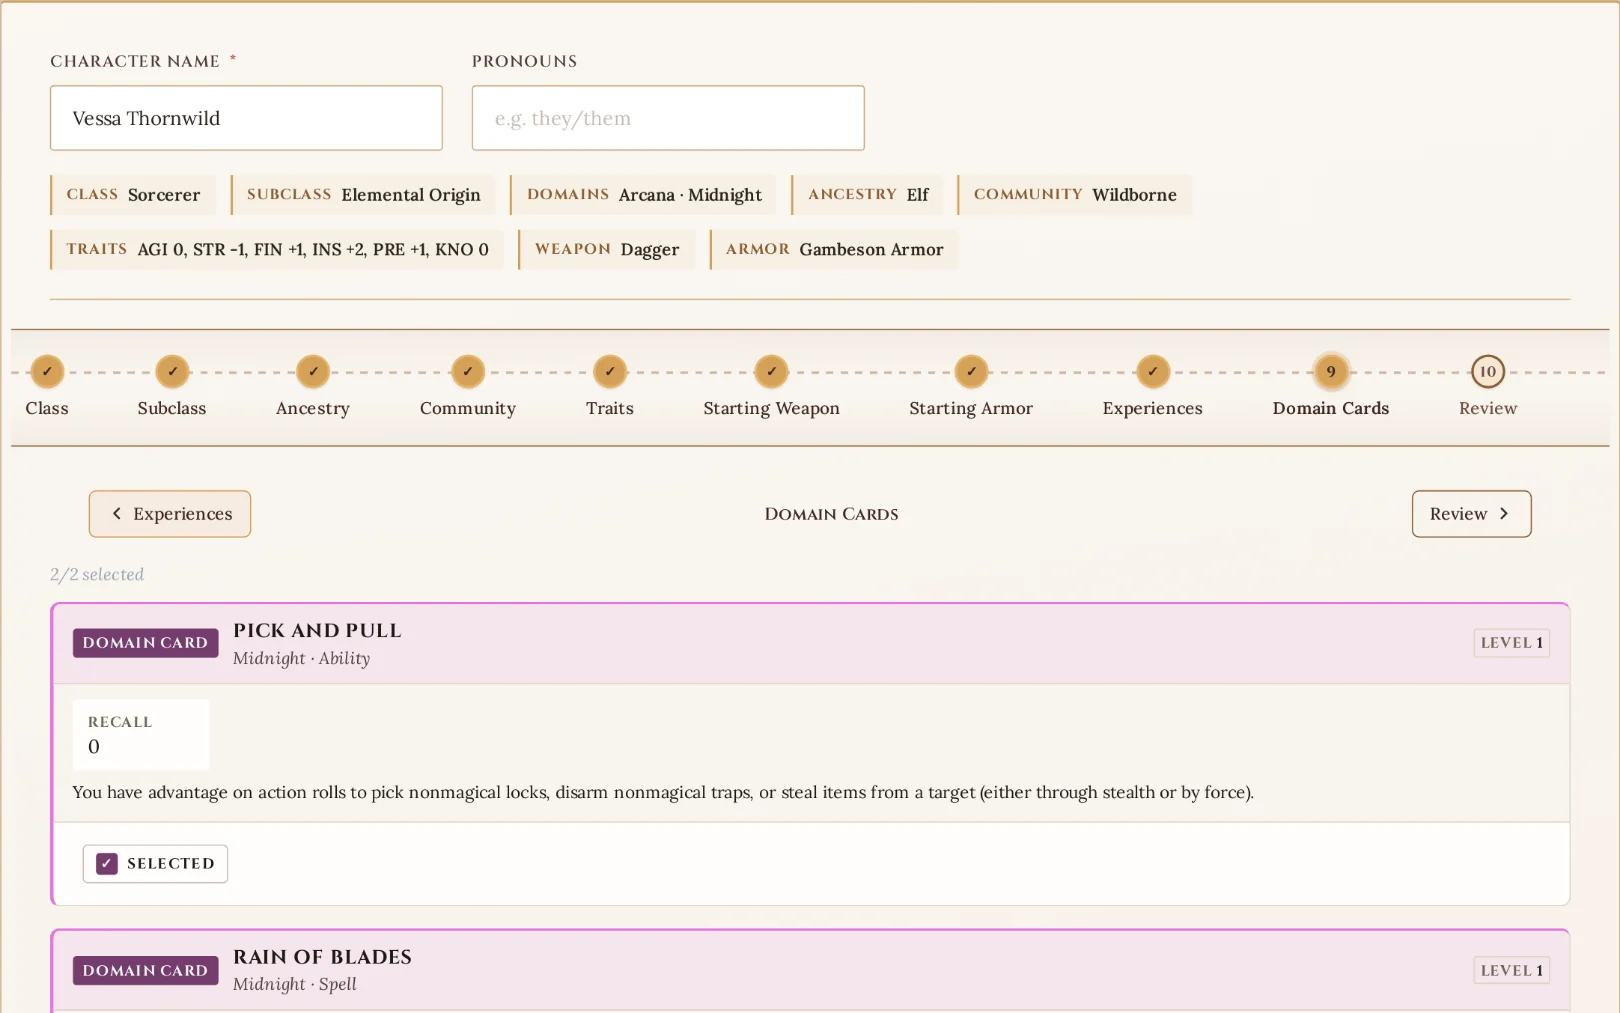 CHARACTER NAME *
PRONOUNS
Vessa Thornwild
e.g. they/them
CLASS Sorcerer
SUBCLASS Elemental Origin
DOMAINS Arcana · Midnight
ANCESTRY Elf
COMMUNITY Wildborne
TRAITS AGI 0, STR -1, FIN +1, INS +2, PRE +1, KNO 0
WEAPON Dagger
ARMOR Gambeson Armor
✓ ✓ ✓ ✓ ✓ ✓ ✓ ✓ 9 10
Class Subclass Ancestry Community Traits Starting Weapon Starting Armor Experiences Domain Cards Review
Experiences
DOMAIN CARDS
Review
2/2 selected
DOMAIN CARD
PICK AND PULL
Midnight · Ability
LEVEL 1
RECALL
0
You have advantage on action rolls to pick nonmagical locks, disarm nonmagical traps, or steal items from a target (either through stealth or by force).
✓ SELECTED
DOMAIN CARD
RAIN OF BLADES
Midnight · Spell
LEVEL 1